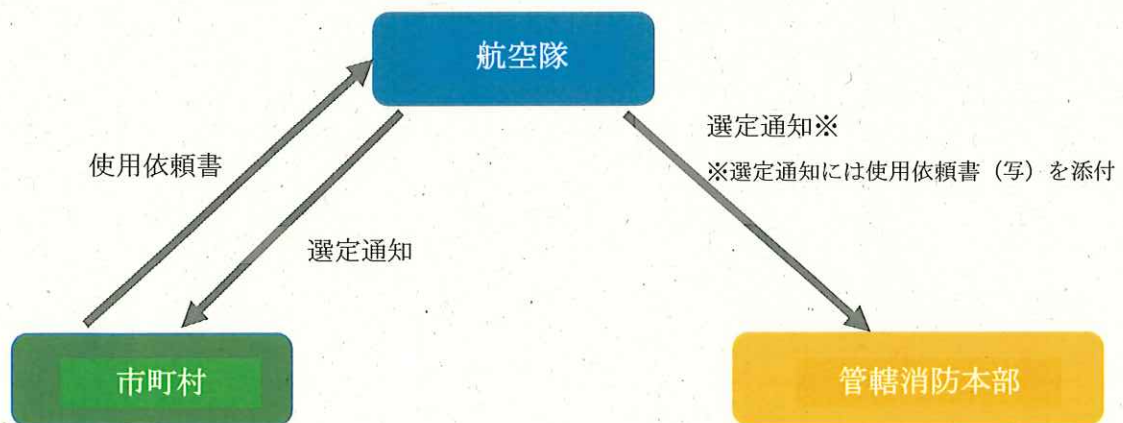 航空隊
使用依頼書
選定通知
選定通知※
※選定通知には使用依頼書（写）を添付
市町村
管轄消防本部